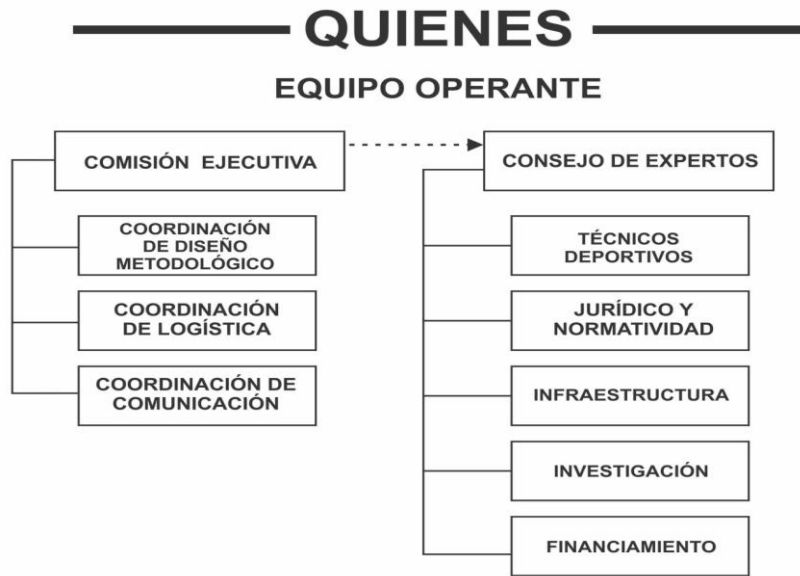 QUIENES
EQUIPO OPERANTE
COMISIÓN EJECUTIVA
COORDINACIÓN
DE DISEÑO
METODOLÓGICO
COORDINACIÓN
DE LOGÍSTICA
COORDINACIÓN DE
COMUNICACIÓN
CONSEJO DE EXPERTOS
TÉCNICOS
DEPORTIVOS
JURÍDICO Y
NORMATIVIDAD
INFRAESTRUCTURA
INVESTIGACIÓN
FINANCIAMIENTO